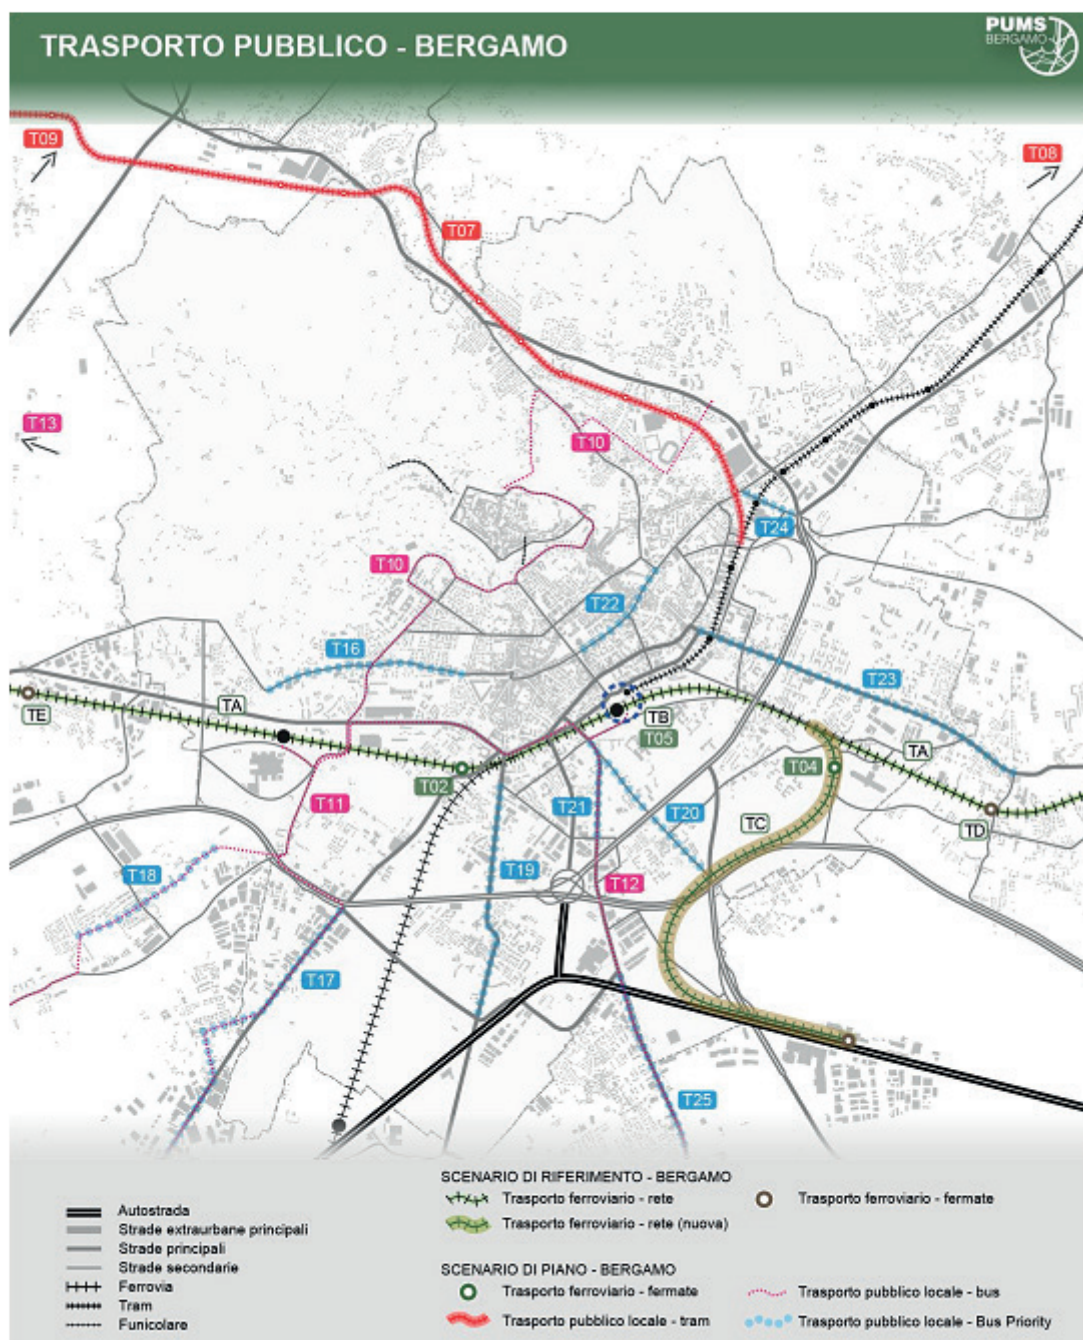 TRASPORTO PUBBLICO - BERGAMO
PUMS
BERGAMO
T09
T08
T07
T13
T10
T24
T10
T22
T16
T23
TE
TA
TB
T05
TA
T02
T04
T11
T21
T20
TC
TD
T18
T19
T12
T17
T25
SCENARIO DI RIFERIMENTO - BERGAMO
Trasporto ferroviario - rete
Trasporto ferroviario - fermate
Trasporto ferroviario - rete (nuova)
Autostrada
Strade extraurbane principali
Strade principali
Strade secondarie
Ferrovia
Tram
Funicolare
SCENARIO DI PIANO - BERGAMO
Trasporto ferroviario - fermate
Trasporto pubblico locale - bus
Trasporto pubblico locale - tram
Trasporto pubblico locale - Bus Priority